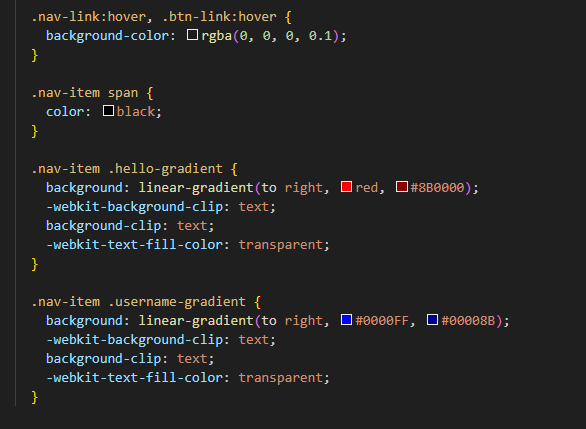 .nav-link:hover, .btn-link:hover {
  background-color: rgba(0, 0, 0, 0.1);
}

.nav-item span {
  color: black;
}

.nav-item .hello-gradient {
  background: linear-gradient(to right, red, #8B0000);
  -webkit-background-clip: text;
  background-clip: text;
  -webkit-text-fill-color: transparent;
}

.nav-item .username-gradient {
  background: linear-gradient(to right, #0000FF, #00008B);
  -webkit-background-clip: text;
  background-clip: text;
  -webkit-text-fill-color: transparent;
}